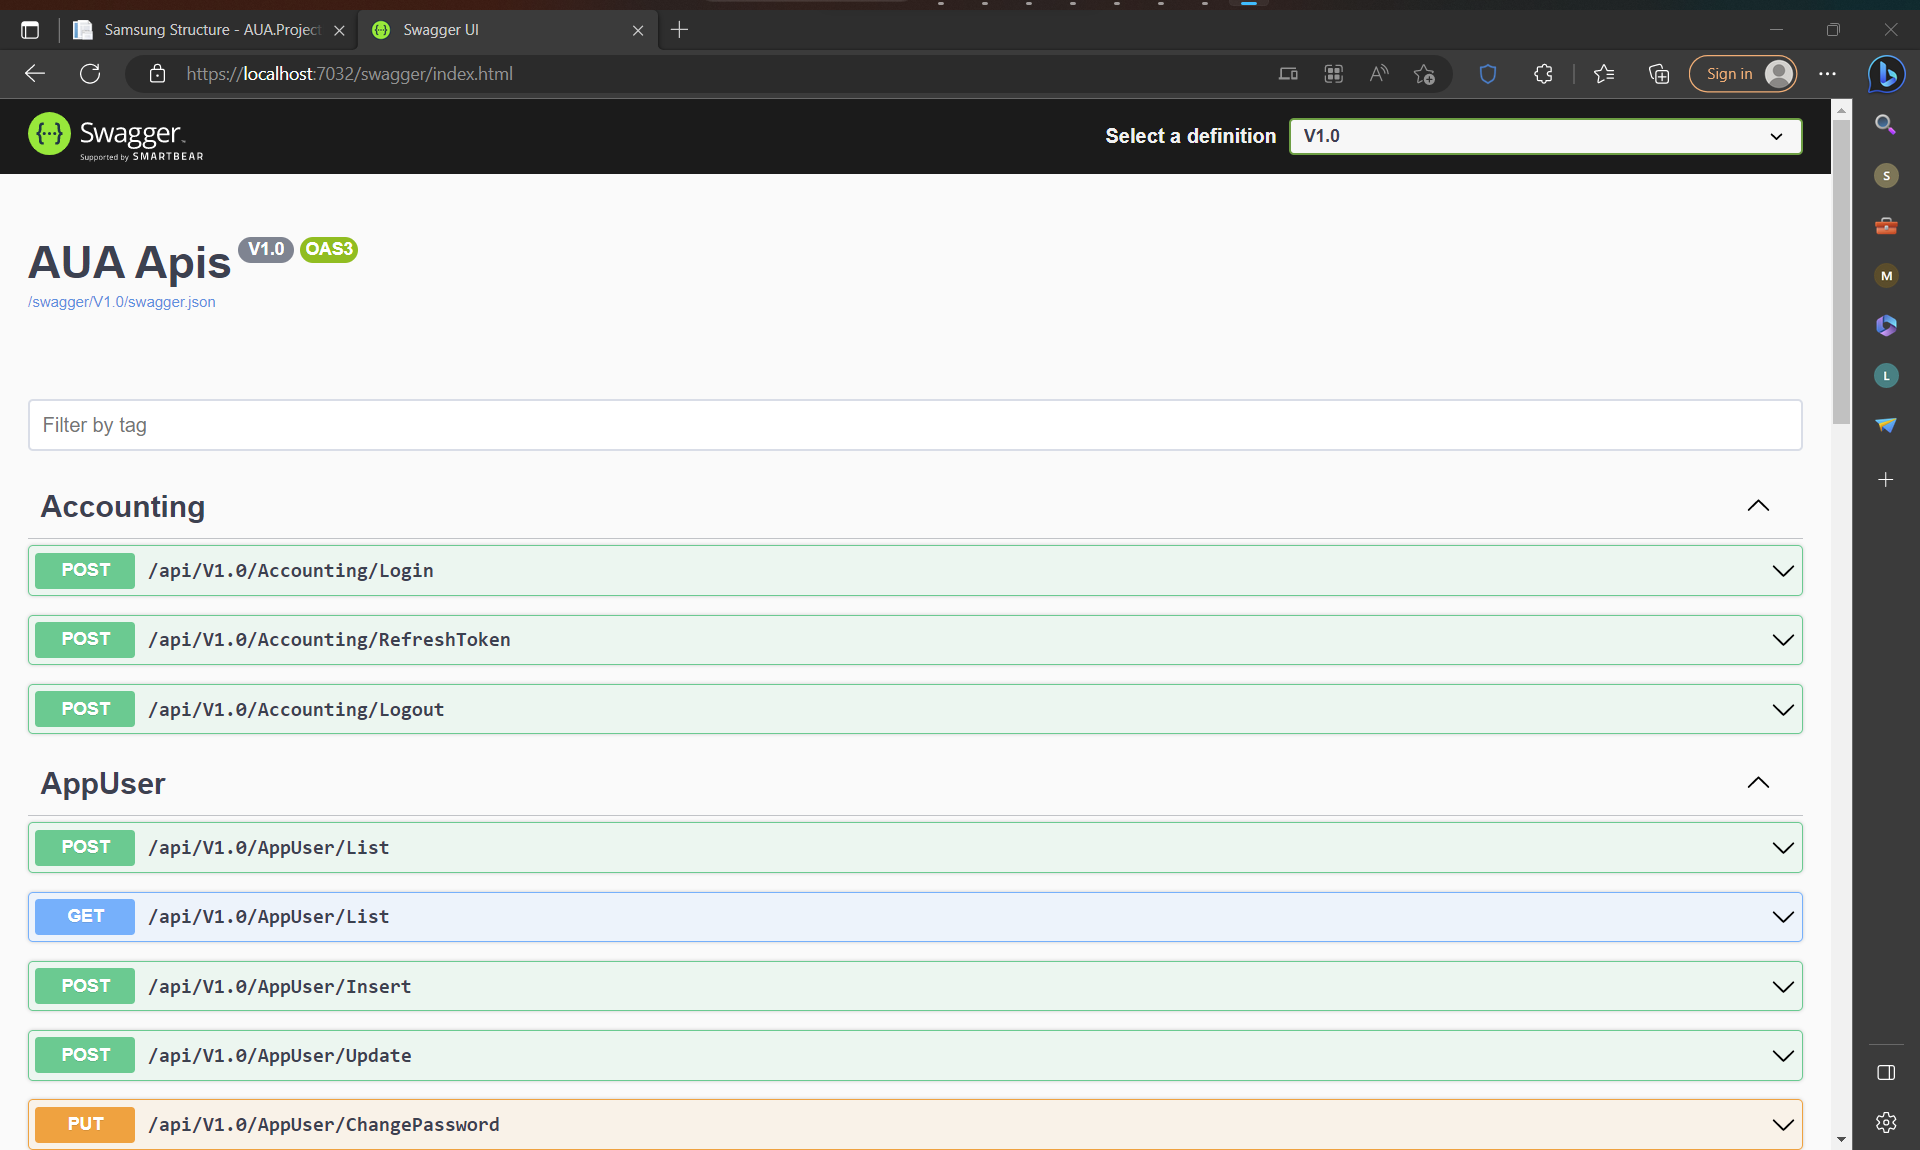 Samsung Structure - AUA.Project
Swagger UI
https://localhost:7032/swagger/index.html
Sign in
Swagger
Supported by SMARTBEAR
Select a definition
V1.0
AUA Apis V1.0 OAS3
/swagger/V1.0/swagger.json
Filter by tag
Accounting
POST /api/V1.0/Accounting/Login
POST /api/V1.0/Accounting/RefreshToken
POST /api/V1.0/Accounting/Logout
AppUser
POST /api/V1.0/AppUser/List
GET /api/V1.0/AppUser/List
POST /api/V1.0/AppUser/Insert
POST /api/V1.0/AppUser/Update
PUT /api/V1.0/AppUser/ChangePassword
S
M
L